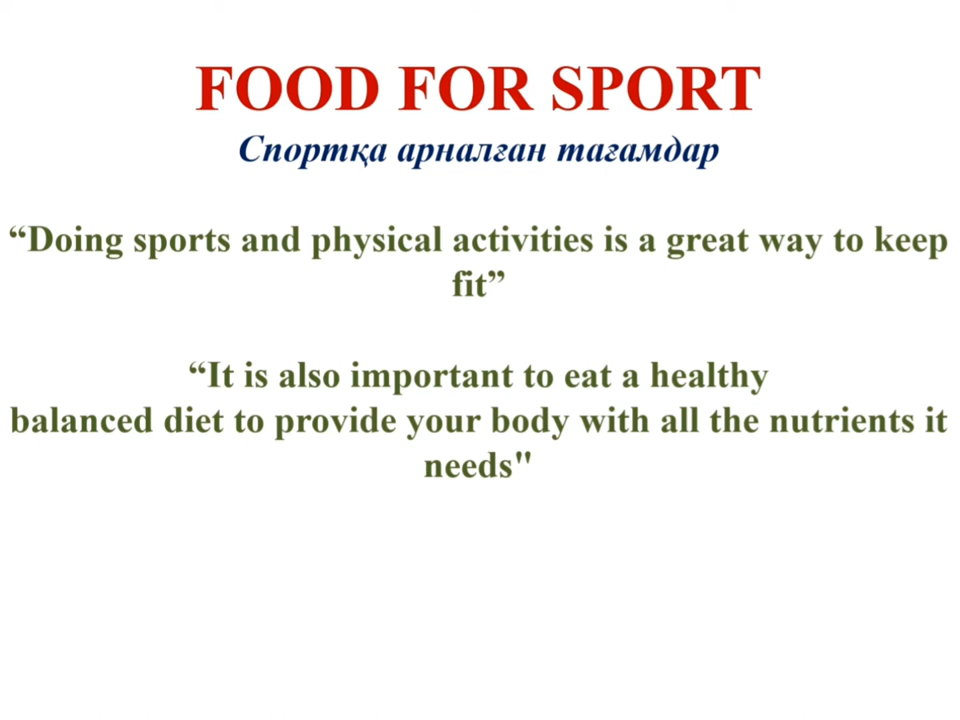 FOOD FOR SPORT
Спортқа арналған тағамдар
“Doing sports and physical activities is a great way to keep
fit”
“It is also important to eat a healthy
balanced diet to provide your body with all the nutrients it
needs"